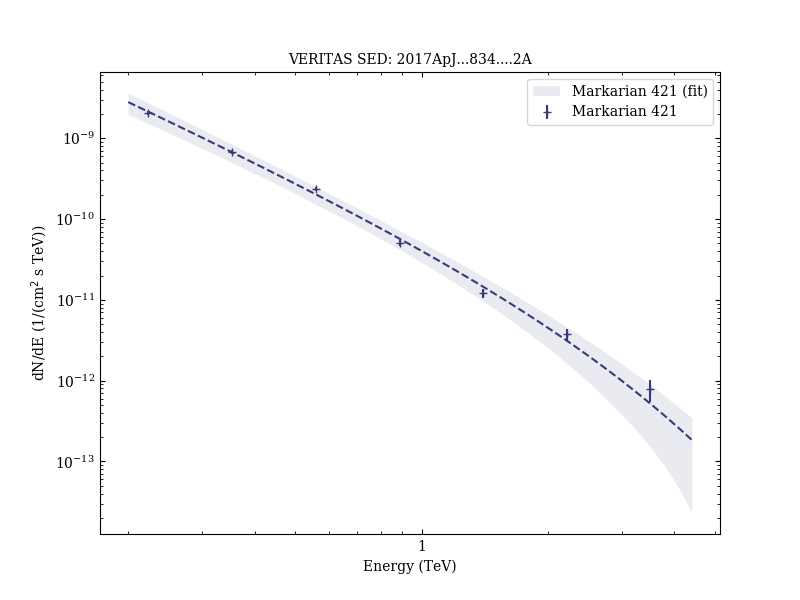 VERITAS SED: 2017ApJ...834....2A
Markarian 421 (fit)
Markarian 421
dN/dE (1/(cm² s TeV))
10⁻⁹
10⁻¹⁰
10⁻¹¹
10⁻¹²
10⁻¹³
1
Energy (TeV)